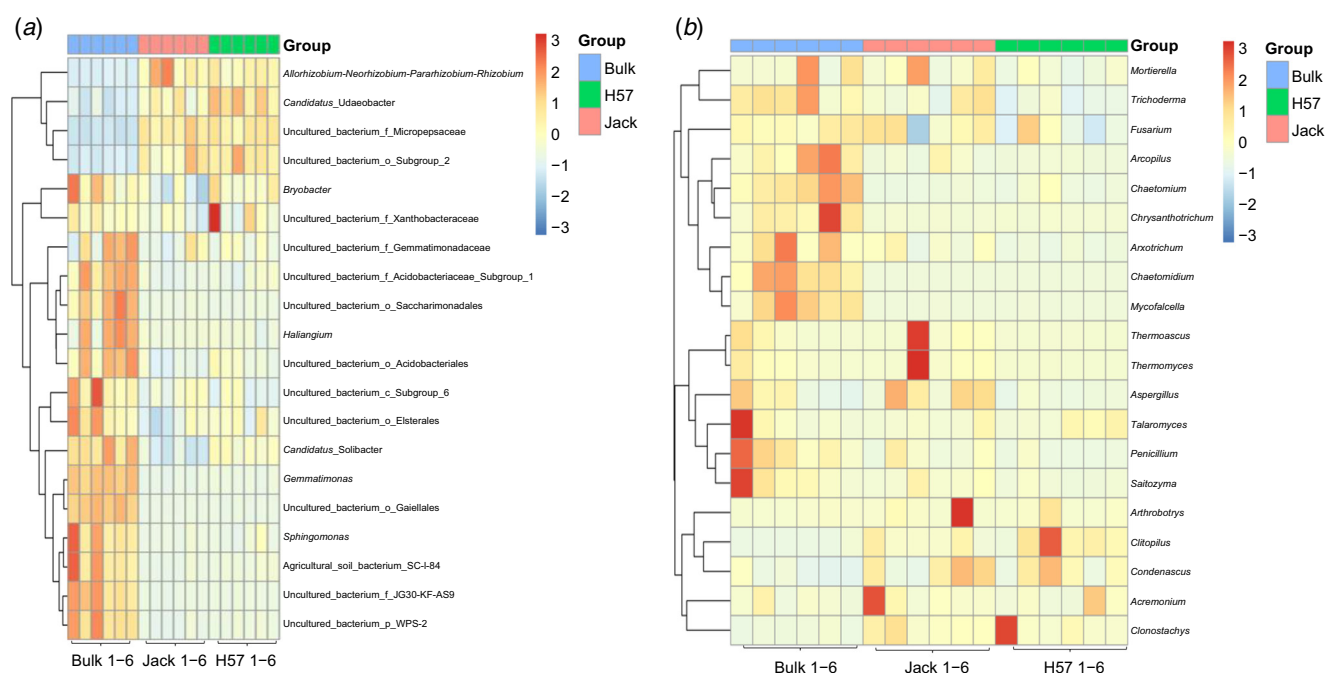 (a)
Group
Allorhizobium-Neorhizobium-Pararhizobium-Rhizobium
Candidatus_Udaeobacter
Uncultured_bacterium_f_Micropepsaceae
Uncultured_bacterium_o_Subgroup_2
Bryobacter
Uncultured_bacterium_f_Xanthobacteraceae
Uncultured_bacterium_f_Gemmatimonadaceae
Uncultured_bacterium_f_Acidobacteriaceae_Subgroup_1
Uncultured_bacterium_o_Saccharimonadales
Haliangium
Uncultured_bacterium_o_Acidobacteriales
Uncultured_bacterium_c_Subgroup_6
Uncultured_bacterium_o_Elsterales
Candidatus_Solibacter
Gemmatimonas
Uncultured_bacterium_o_Gaiellales
Sphingomonas
Agricultural_soil_bacterium_SC-I-84
Uncultured_bacterium_f_JG30-KF-AS9
Uncultured_bacterium_p_WPS-2
Bulk 1−6 Jack 1−6 H57 1−6
3
2
1
0
−1
−2
−3
Group
Bulk
H57
Jack
(b)
Group
Mortierella
Trichoderma
Fusarium
Arcopilus
Chaetomium
Chrysanthotrichum
Arxotrichum
Chaetomidium
Mycofalcella
Thermoascus
Thermomyces
Aspergillus
Talaromyces
Penicillium
Saitozyma
Arthrobotrys
Clitopilus
Condenascus
Acremonium
Clonostachys
Bulk 1−6 Jack 1−6 H57 1−6
3
2
1
0
−1
−2
−3
Group
Bulk
H57
Jack